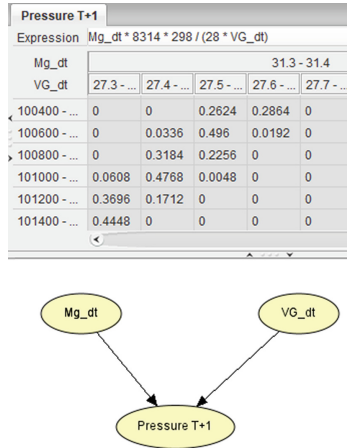 Pressure T+1
Expression Mg_dt * 8314 * 298 / (28 * VG_dt)
Mg_dt 31.3 - 31.4
VG_dt 27.3 - ... 27.4 - ... 27.5 - ... 27.6 - ... 27.7 - ...
100400 - ... 0 0 0.2624 0.2864 0
100600 - ... 0 0.0336 0.496 0.0192 0
100800 - ... 0 0.3184 0.2256 0 0
101000 - ... 0.0608 0.4768 0.0048 0 0
101200 - ... 0.3696 0.1712 0 0 0
101400 - ... 0.4448 0 0 0 0
Mg_dt VG_dt
Pressure T+1